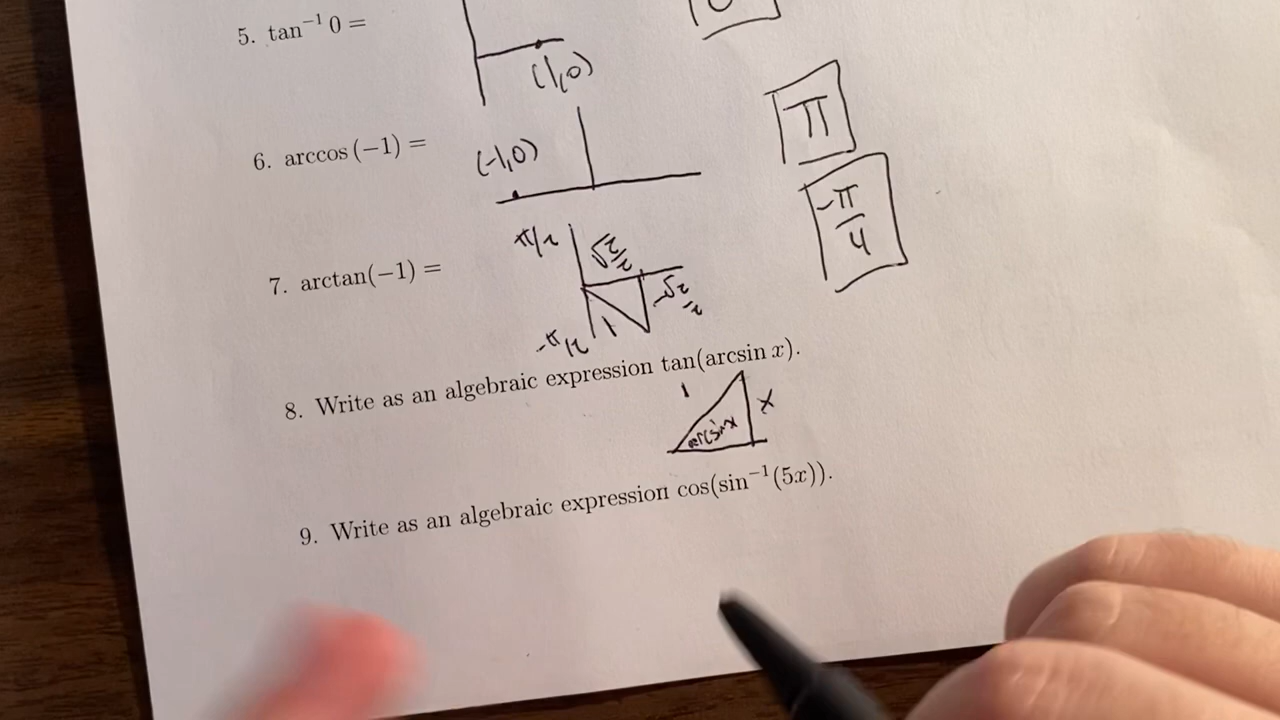 5. tan⁻¹ 0 =
(1,0)
6. arccos (−1) =
(-1,0)
π
7. arctan(−1) =
π/2
√2/2
-√2/2
1
-π/2
-π/4
8. Write as an algebraic expression tan(arcsin x).
1
x
arcsinx
9. Write as an algebraic expression cos(sin⁻¹(5x)).